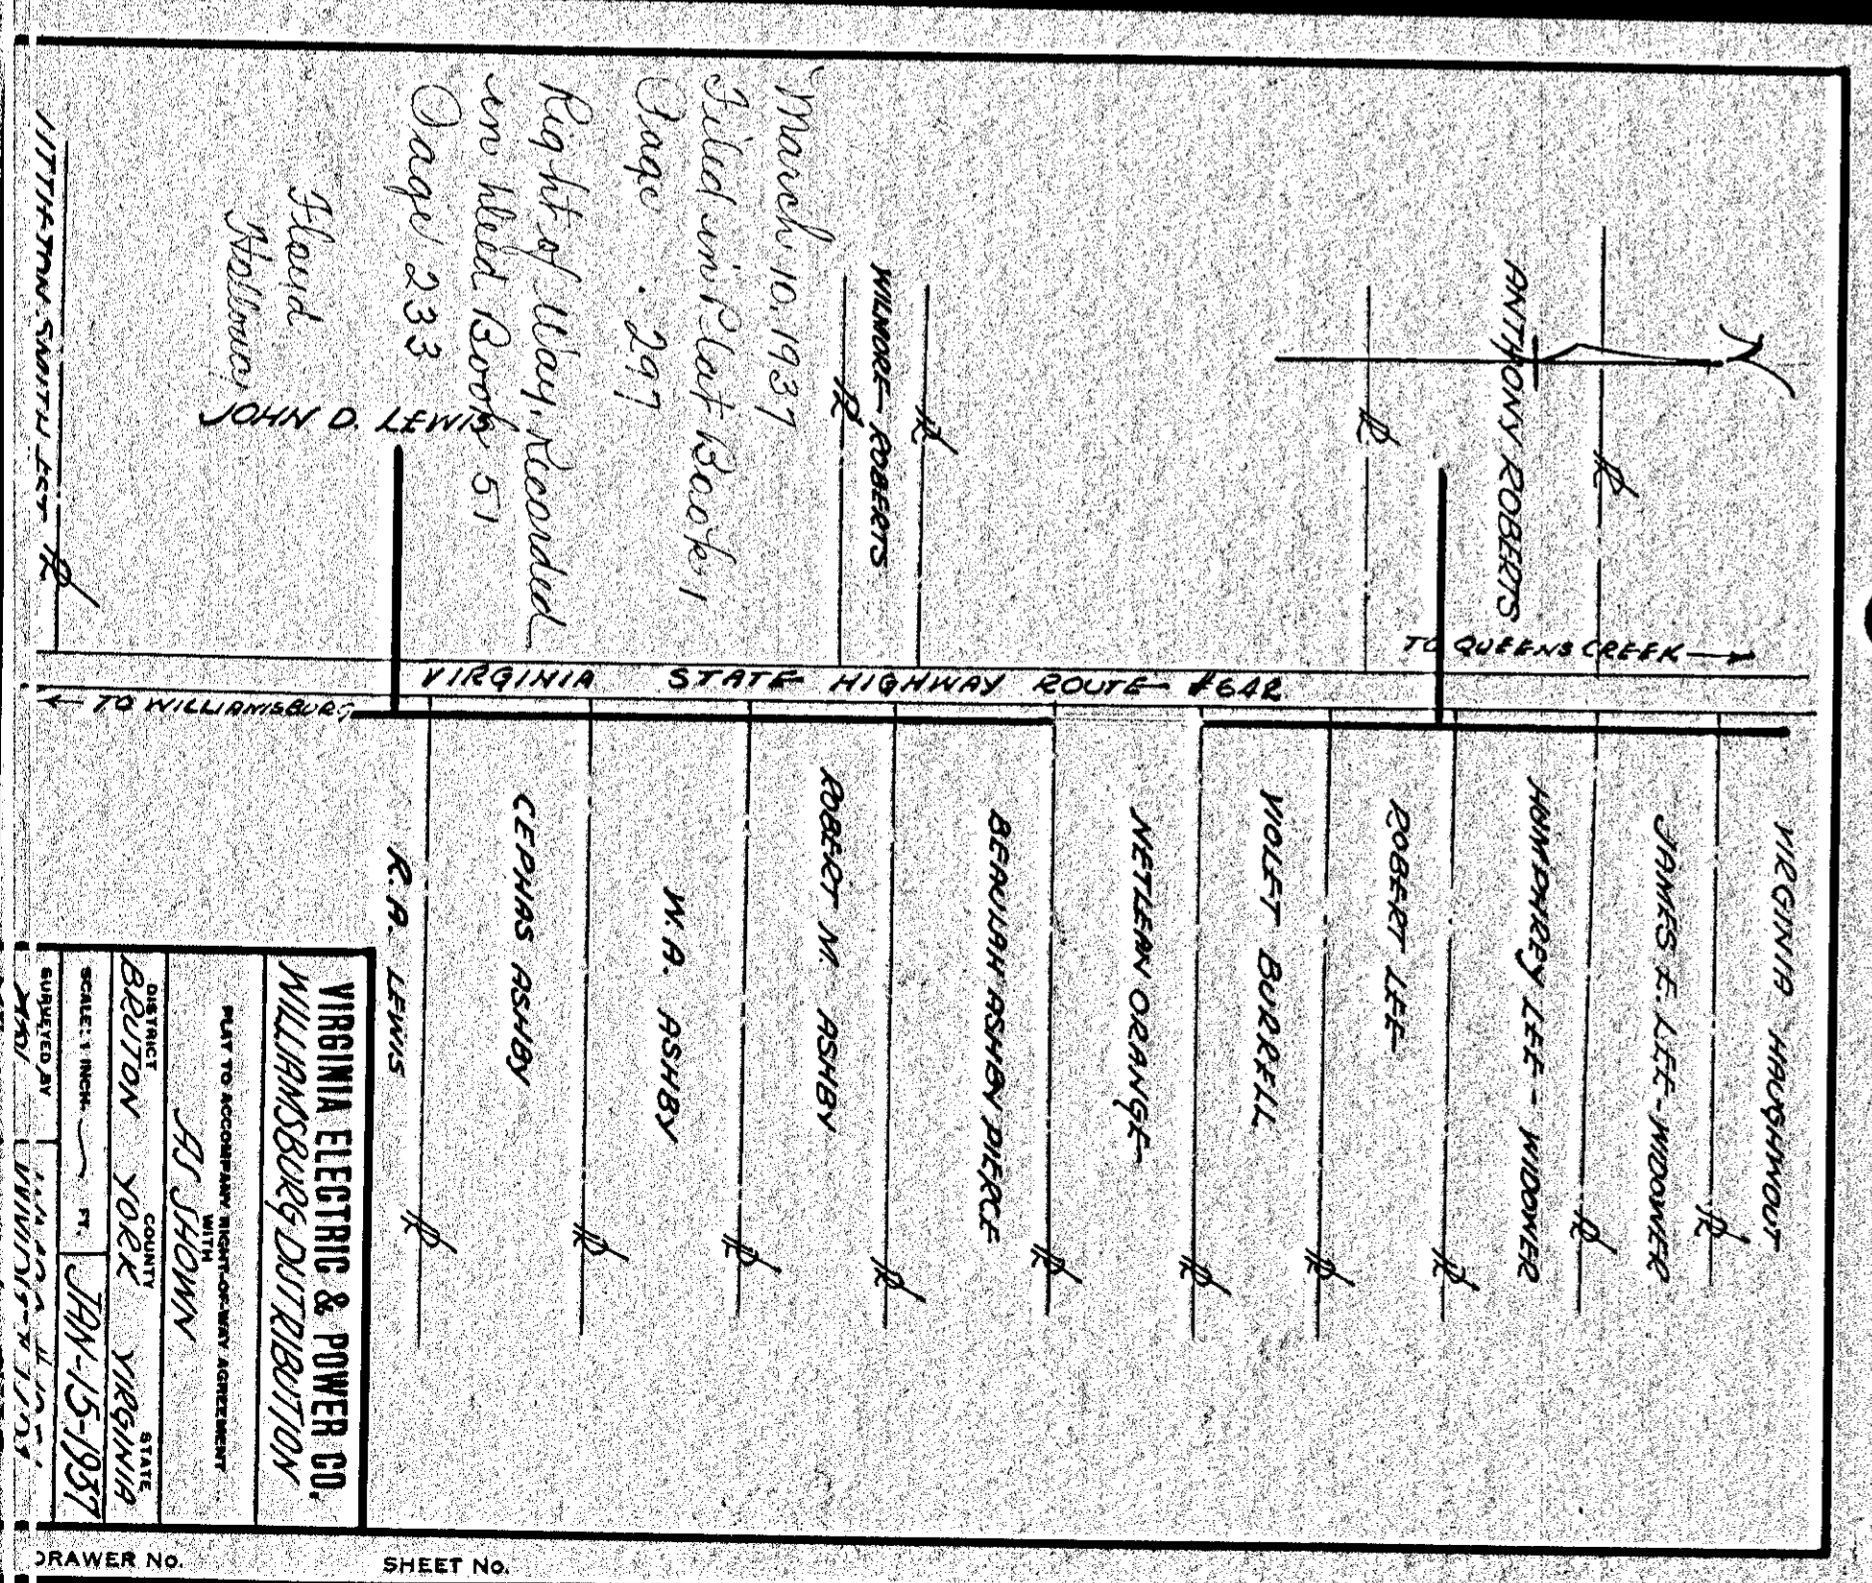 March 10, 1937
Filed in Plat Book 1
Page 297
Right of Way, Recorded
in Deed Book 51
Page 233
Floud
JOHN D. LEWIS
WILMORE ROBERTS
ANTHONY ROBERTS
TO QUEENS CREEK →
VIRGINIA STATE HIGHWAY ROUTE #642
← TO WILLIAMSBURG
VIRGINIA HAUGHWOUT
JAMES E. LEE - WIDOWER
HUMPHREY LEE - WIDOWER
ROBERT LEE
VIOLET BURRELL
NETLEAN ORANGE
BEAULAH ASHBY PIERCE
ROBERT N. ASHBY
W.A. ASHBY
CEPHAS ASHBY
R.A. LEWIS
VIRGINIA ELECTRIC & POWER CO.
WILLIAMSBURG DISTRIBUTION
PLAT TO ACCOMPANY RIGHT-OF-WAY AGREEMENT
WITH
AS SHOWN
DISTRICT COUNTY STATE
BRUTON YORK VIRGINIA
SCALE: 1 INCH FT. JAN-15-1937
SURVEYED BY
DRAWER NO.
SHEET NO.